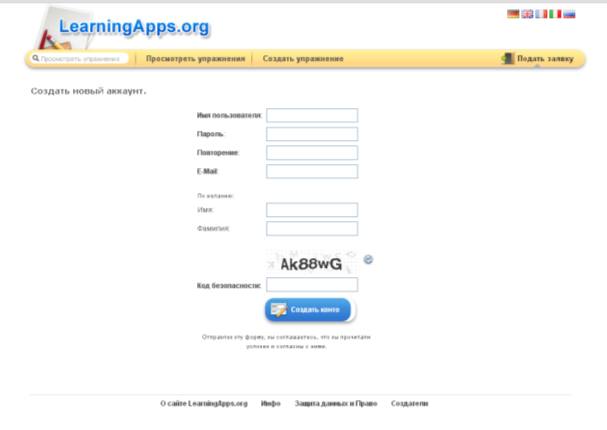 LearningApps.org
Просмотреть упражнения Просмотреть упражнения Создать упражнение Подать заявку
Создать новый аккаунт.
Имя пользователя:
Пароль:
Повторение:
E-Mail:
По желанию:
Имя:
Фамилия:
Ak88wG
Код безопасности:
Создать конто
Отправляя эту форму, вы соглашаетесь, что вы прочитали
условия и согласны с ними.
О сайте LearningApps.org Инфо Защита данных и Право Создатели